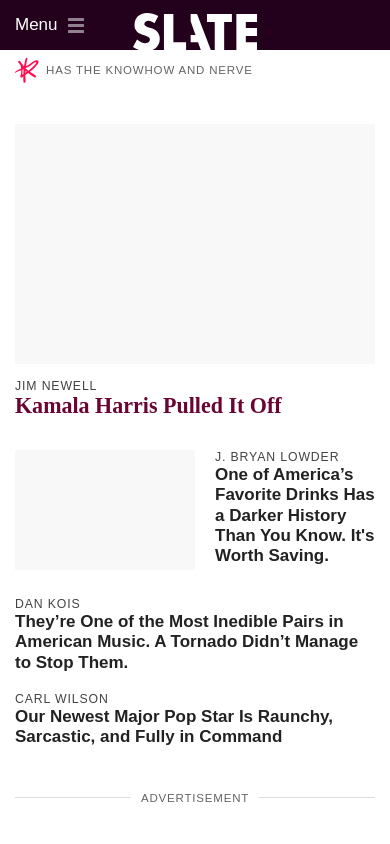 Menu
SLATE
HAS THE KNOWHOW AND NERVE
JIM NEWELL
Kamala Harris Pulled It Off
J. BRYAN LOWDER
One of America’s
Favorite Drinks Has
a Darker History
Than You Know. It's
Worth Saving.
DAN KOIS
They’re One of the Most Inedible Pairs in
American Music. A Tornado Didn’t Manage
to Stop Them.
CARL WILSON
Our Newest Major Pop Star Is Raunchy,
Sarcastic, and Fully in Command
ADVERTISEMENT